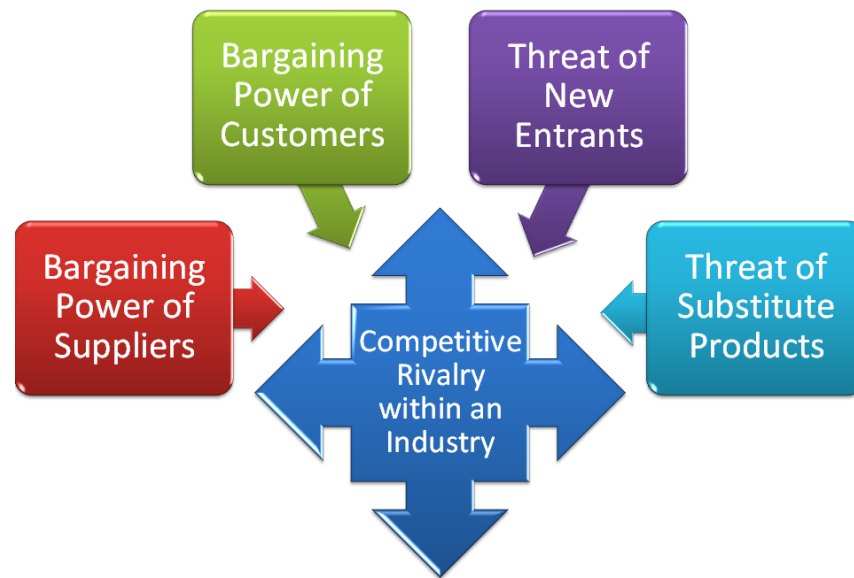 Bargaining
Power of
Customers
Threat of
New
Entrants
Bargaining
Power of
Suppliers
Threat of
Substitute
Products
Competitive
Rivalry
within an
Industry